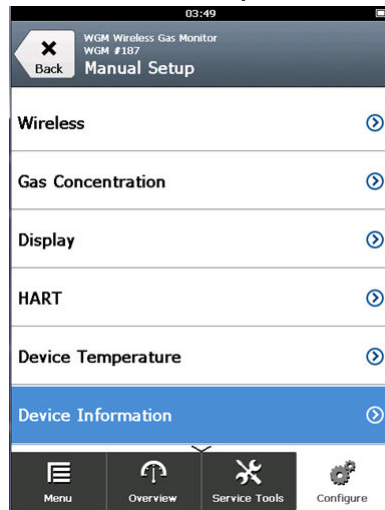 03:49
WGM Wireless Gas Monitor
WGM #187
Back
Manual Setup
Wireless
Gas Concentration
Display
HART
Device Temperature
Device Information
Menu
Overview
Service Tools
Configure